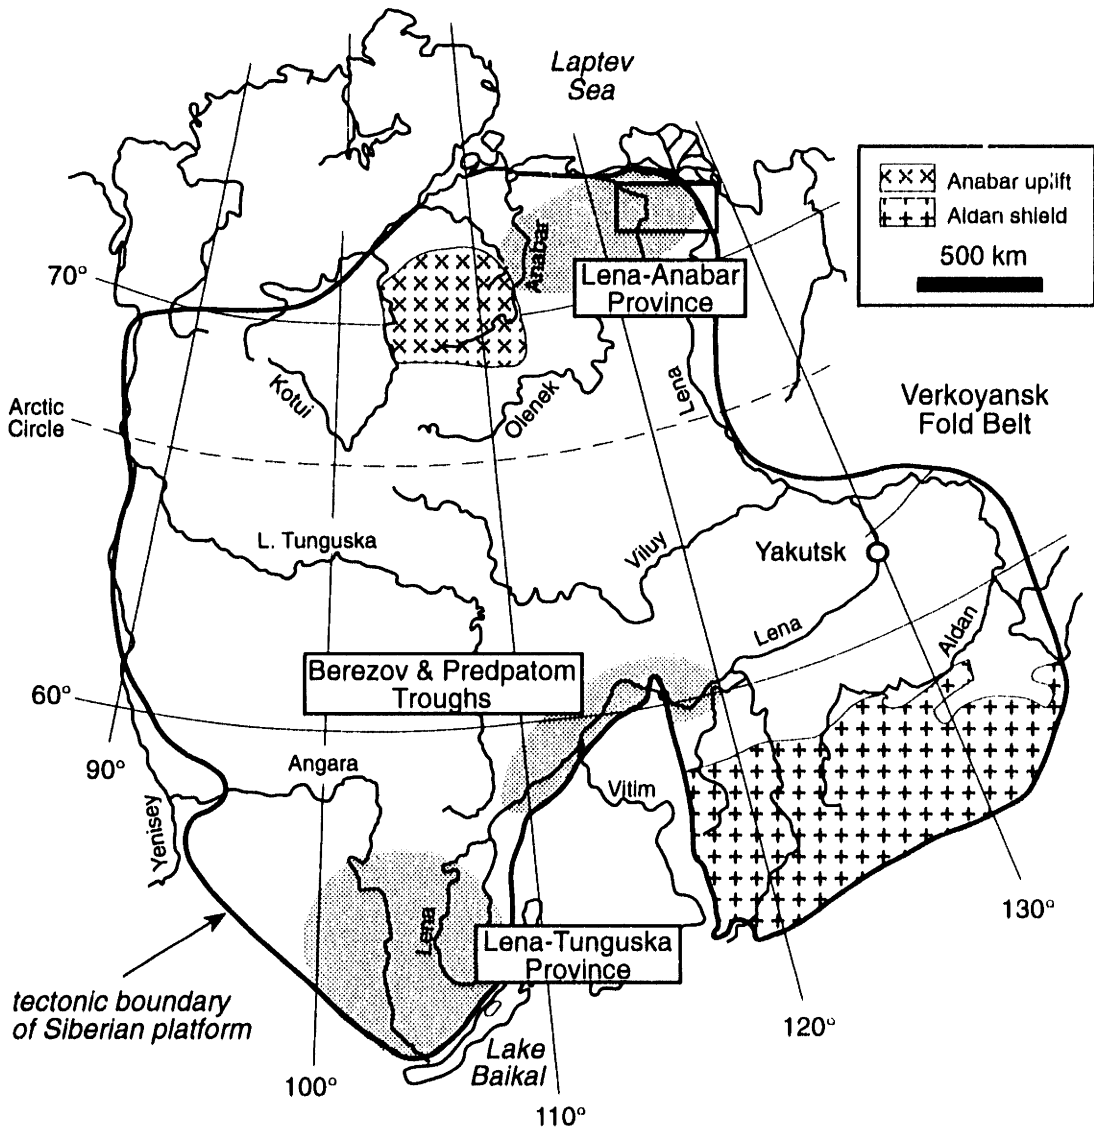 Laptev
Sea
Anabar uplift
Aldan shield
500 km
70°
Anabar
Lena-Anabar
Province
Kotui
Olenek
Lena
Arctic
Circle
Verkoyansk
Fold Belt
L. Tunguska
Viluy
Yakutsk
Lena
Aldan
Berezov & Predpatom
Troughs
60°
90°
Angara
Vitim
Yenisey
Lena
130°
Lena-Tunguska
Province
tectonic boundary
of Siberian platform
120°
Lake
Baikal
100°
110°